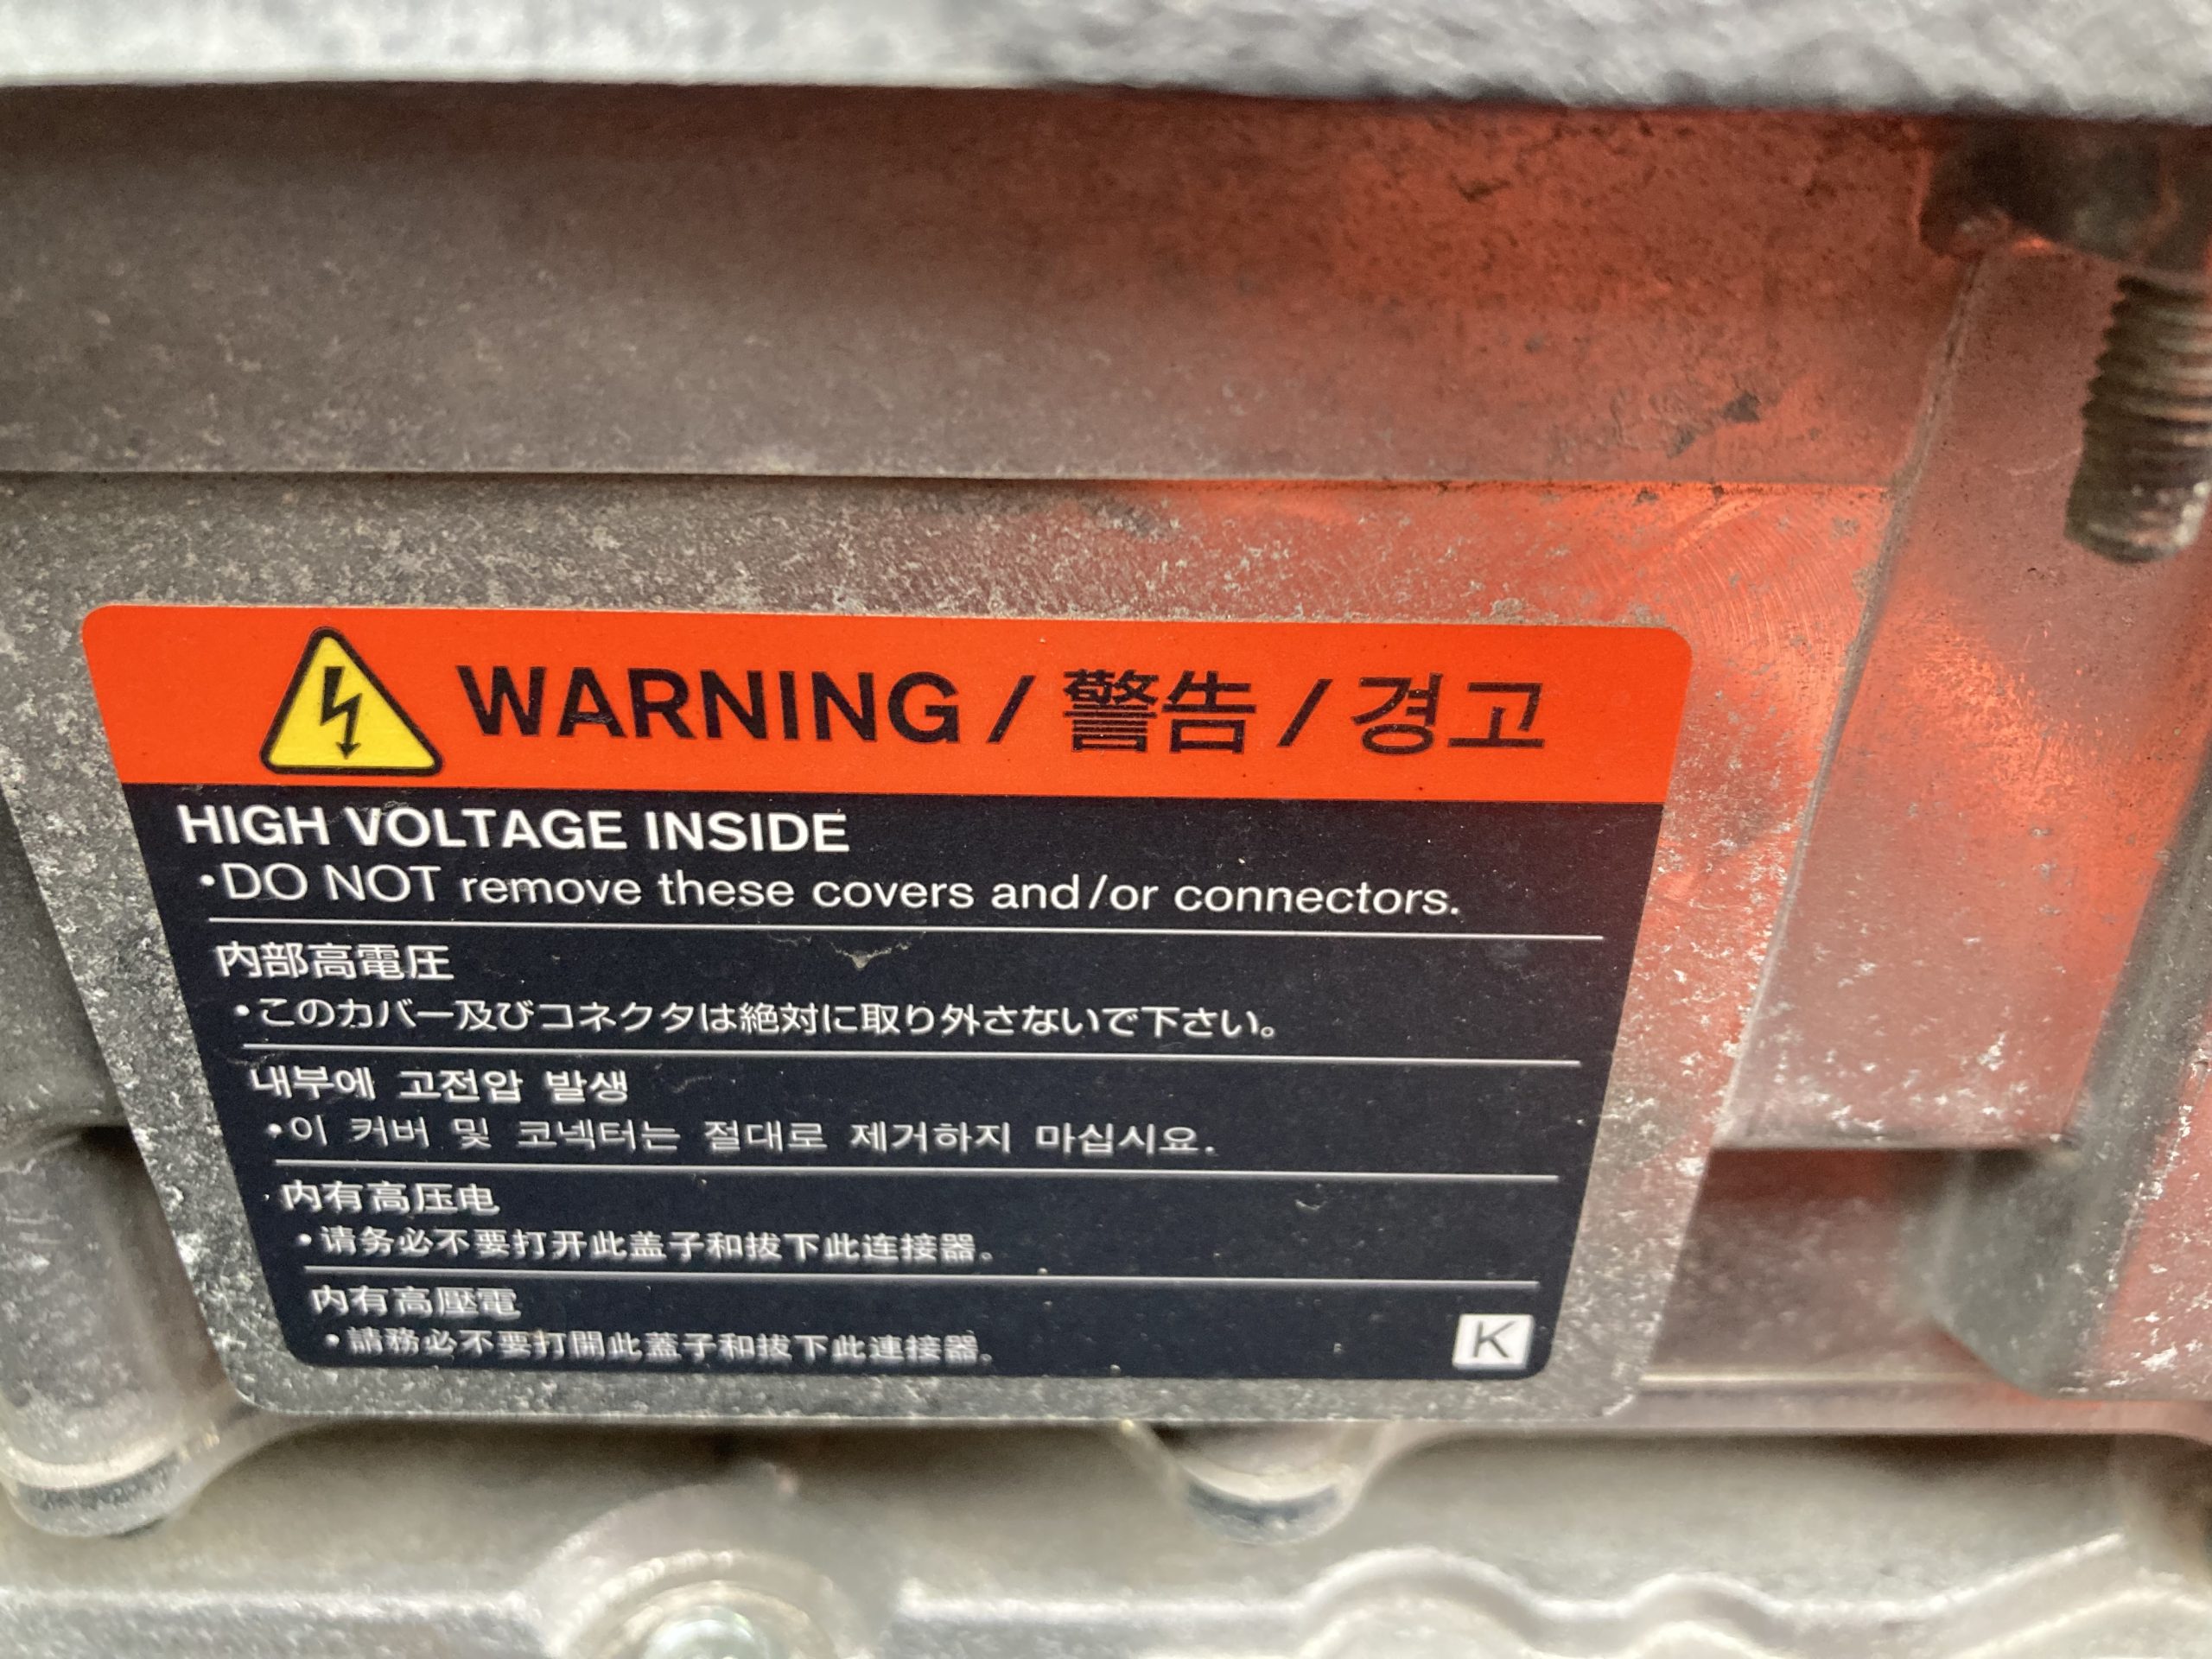 WARNING / 警告 / 경고
HIGH VOLTAGE INSIDE
・DO NOT remove these covers and/or connectors.
内部高電圧
・このカバー及びコネクタは絶対に取り外さないで下さい。
내부에 고전압 발생
・이 커버 및 코넥터는 절대로 제거하지 마십시요.
内有高压电
・请务必不要打开此盖子和拔下此连接器。
内有高壓電
・請務必不要打開此蓋子和拔下此連接器。
K